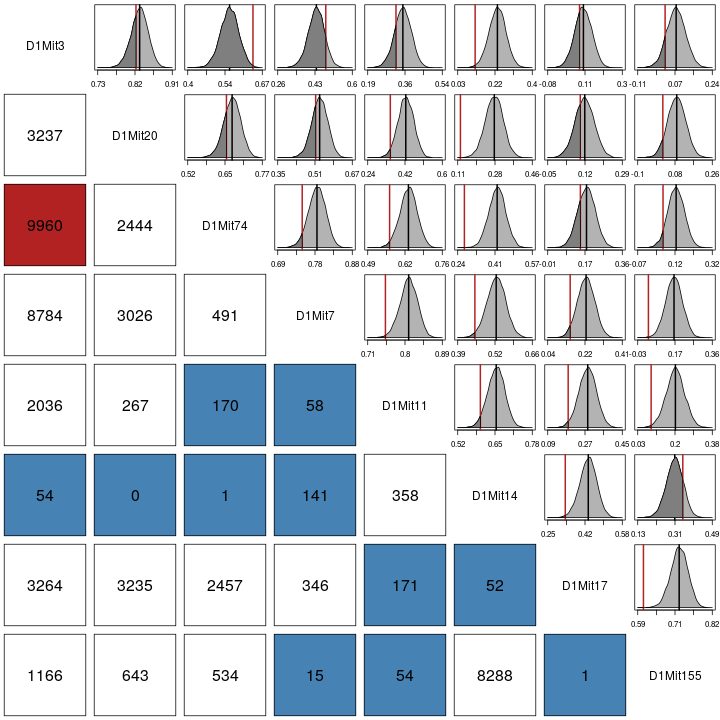 D1Mit3
0.73 0.82 0.91 0.4 0.54 0.67 0.26 0.43 0.6 0.19 0.36 0.54 0.03 0.22 0.4 -0.08 0.11 0.3 -0.11 0.07 0.24
3237 D1Mit20
0.52 0.65 0.77 0.35 0.51 0.67 0.24 0.42 0.6 0.11 0.28 0.46 -0.05 0.12 0.29 -0.1 0.08 0.26
9960 2444 D1Mit74
0.69 0.78 0.88 0.49 0.62 0.76 0.24 0.41 0.57 -0.01 0.17 0.36 -0.07 0.12 0.32
8784 3026 491 D1Mit7
0.71 0.8 0.89 0.39 0.52 0.66 0.04 0.22 0.41 -0.03 0.17 0.36
2036 267 170 58 D1Mit11
0.52 0.65 0.78 0.09 0.27 0.45 0.03 0.2 0.38
54 0 1 141 358 D1Mit14
0.25 0.42 0.58 0.13 0.31 0.49
3264 3235 2457 346 171 52 D1Mit17
0.59 0.71 0.82
1166 643 534 15 54 8288 1 D1Mit155